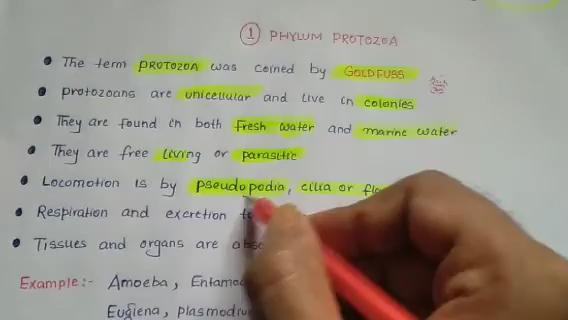 ① PHYLUM PROTOZOA
• The term PROTOZOA was coined by GOLDFUSS
• protozoans are unicellular and live in colonies
• They are found in both fresh water and marine water
• They are free living or parasitic
• Locomotion is by pseudopodia, cilia or
• Respiration and excretion
• Tissues and organs are
Example:- Amoeba,
Euglena,